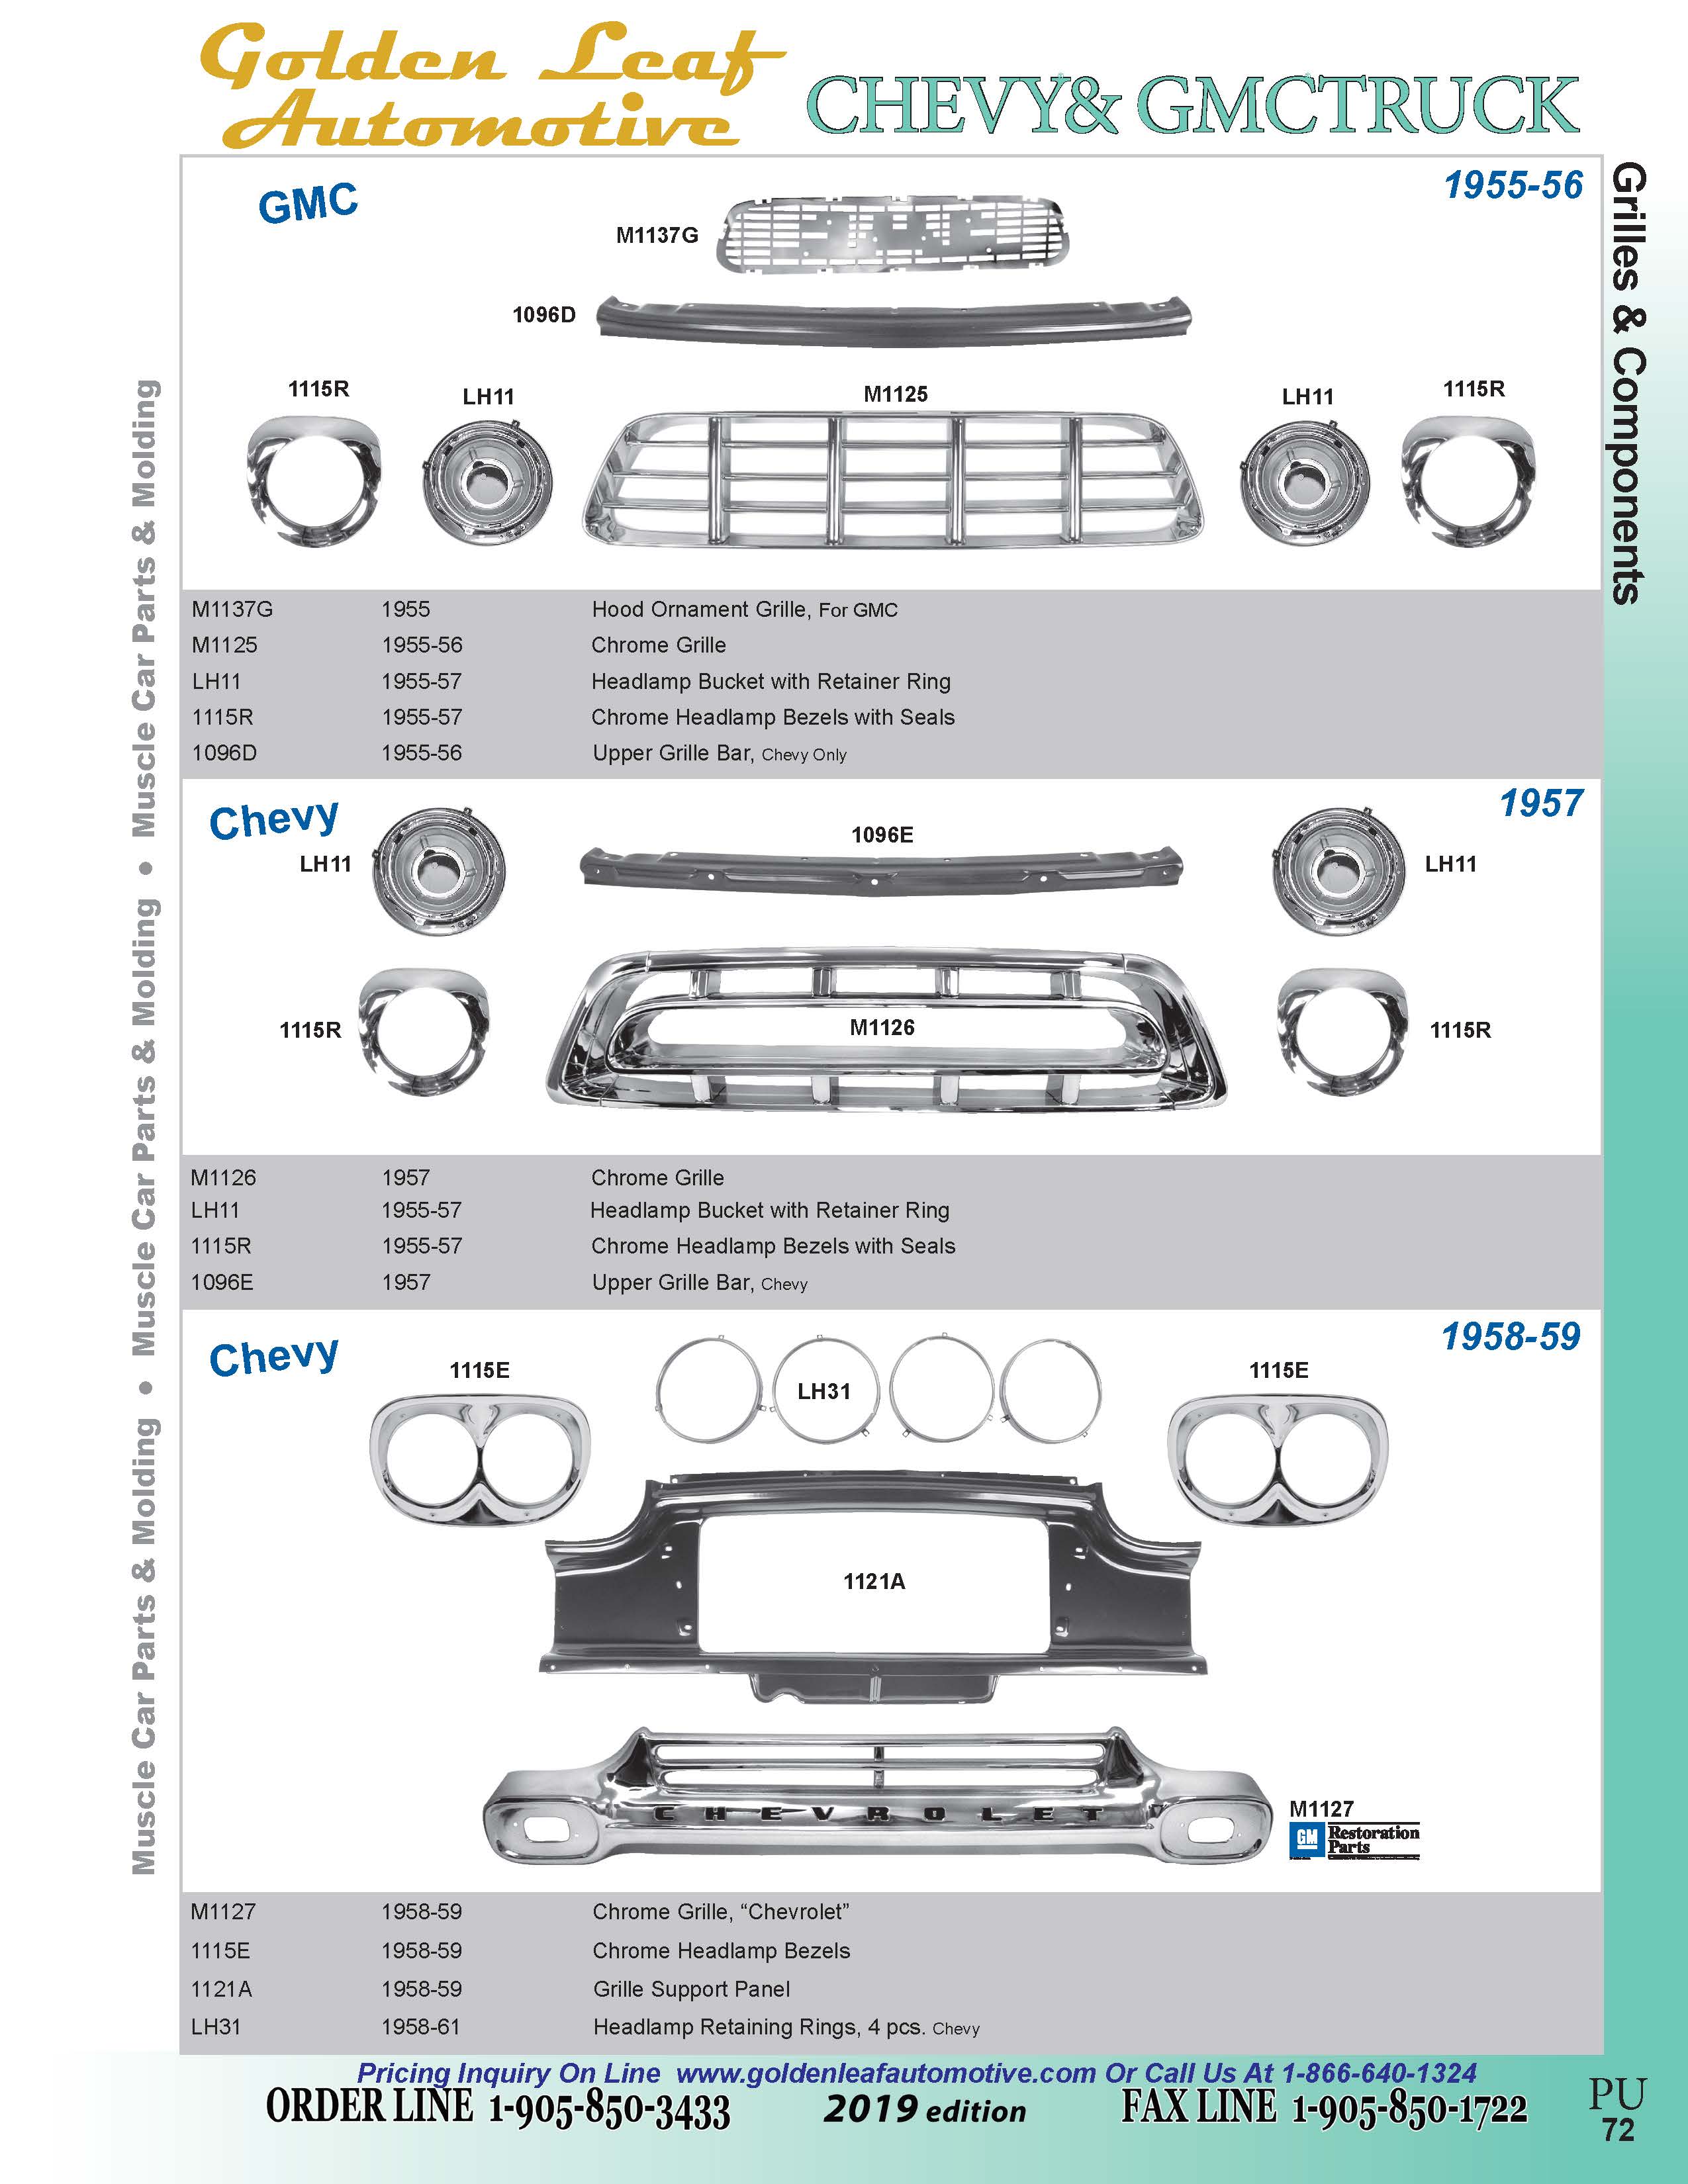 Golden Leaf
Automotive
CHEVY& GMCTRUCK
Grilles & Components
Muscle Car Parts & Molding • Muscle Car Parts & Molding • Muscle Car Parts & Molding
GMC
1955-56
M1137G
1096D
1115R LH11 M1125 LH11 1115R
M1137G 1955 Hood Ornament Grille, For GMC
M1125 1955-56 Chrome Grille
LH11 1955-57 Headlamp Bucket with Retainer Ring
1115R 1955-57 Chrome Headlamp Bezels with Seals
1096D 1955-56 Upper Grille Bar, Chevy Only
Chevy
1957
1096E
LH11 LH11
1115R M1126 1115R
M1126 1957 Chrome Grille
LH11 1955-57 Headlamp Bucket with Retainer Ring
1115R 1955-57 Chrome Headlamp Bezels with Seals
1096E 1957 Upper Grille Bar, Chevy
Chevy
1958-59
1115E 1115E
LH31
1121A
CHEVROLET
M1127
GM Restoration
Parts
M1127 1958-59 Chrome Grille, “Chevrolet”
1115E 1958-59 Chrome Headlamp Bezels
1121A 1958-59 Grille Support Panel
LH31 1958-61 Headlamp Retaining Rings, 4 pcs. Chevy
Pricing Inquiry On Line www.goldenleafautomotive.com Or Call Us At 1-866-640-1324
ORDER LINE 1-905-850-3433 2019 edition FAX LINE 1-905-850-1722
PU
72